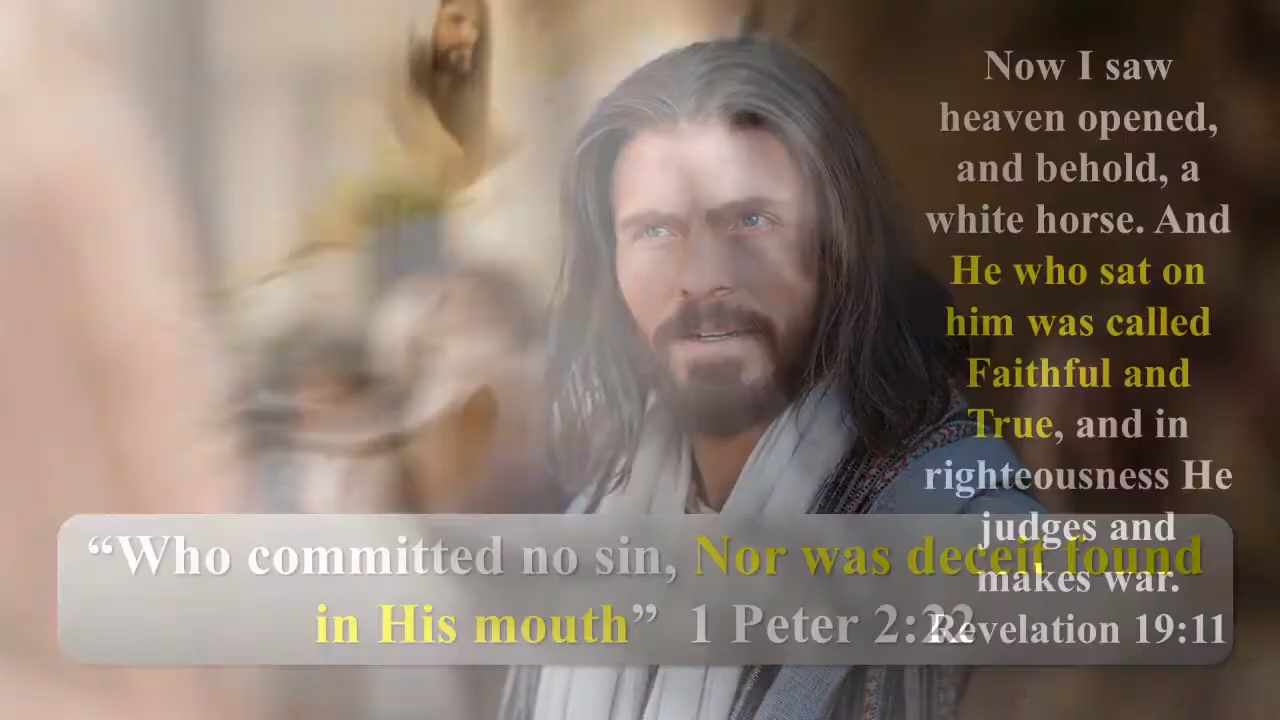 Now I saw
heaven opened,
and behold, a
white horse. And
He who sat on
him was called
Faithful and
True, and in
righteousness He
judges and
makes war.
Revelation 19:11
“Who committed no sin, Nor was deceit found
in His mouth” 1 Peter 2:22